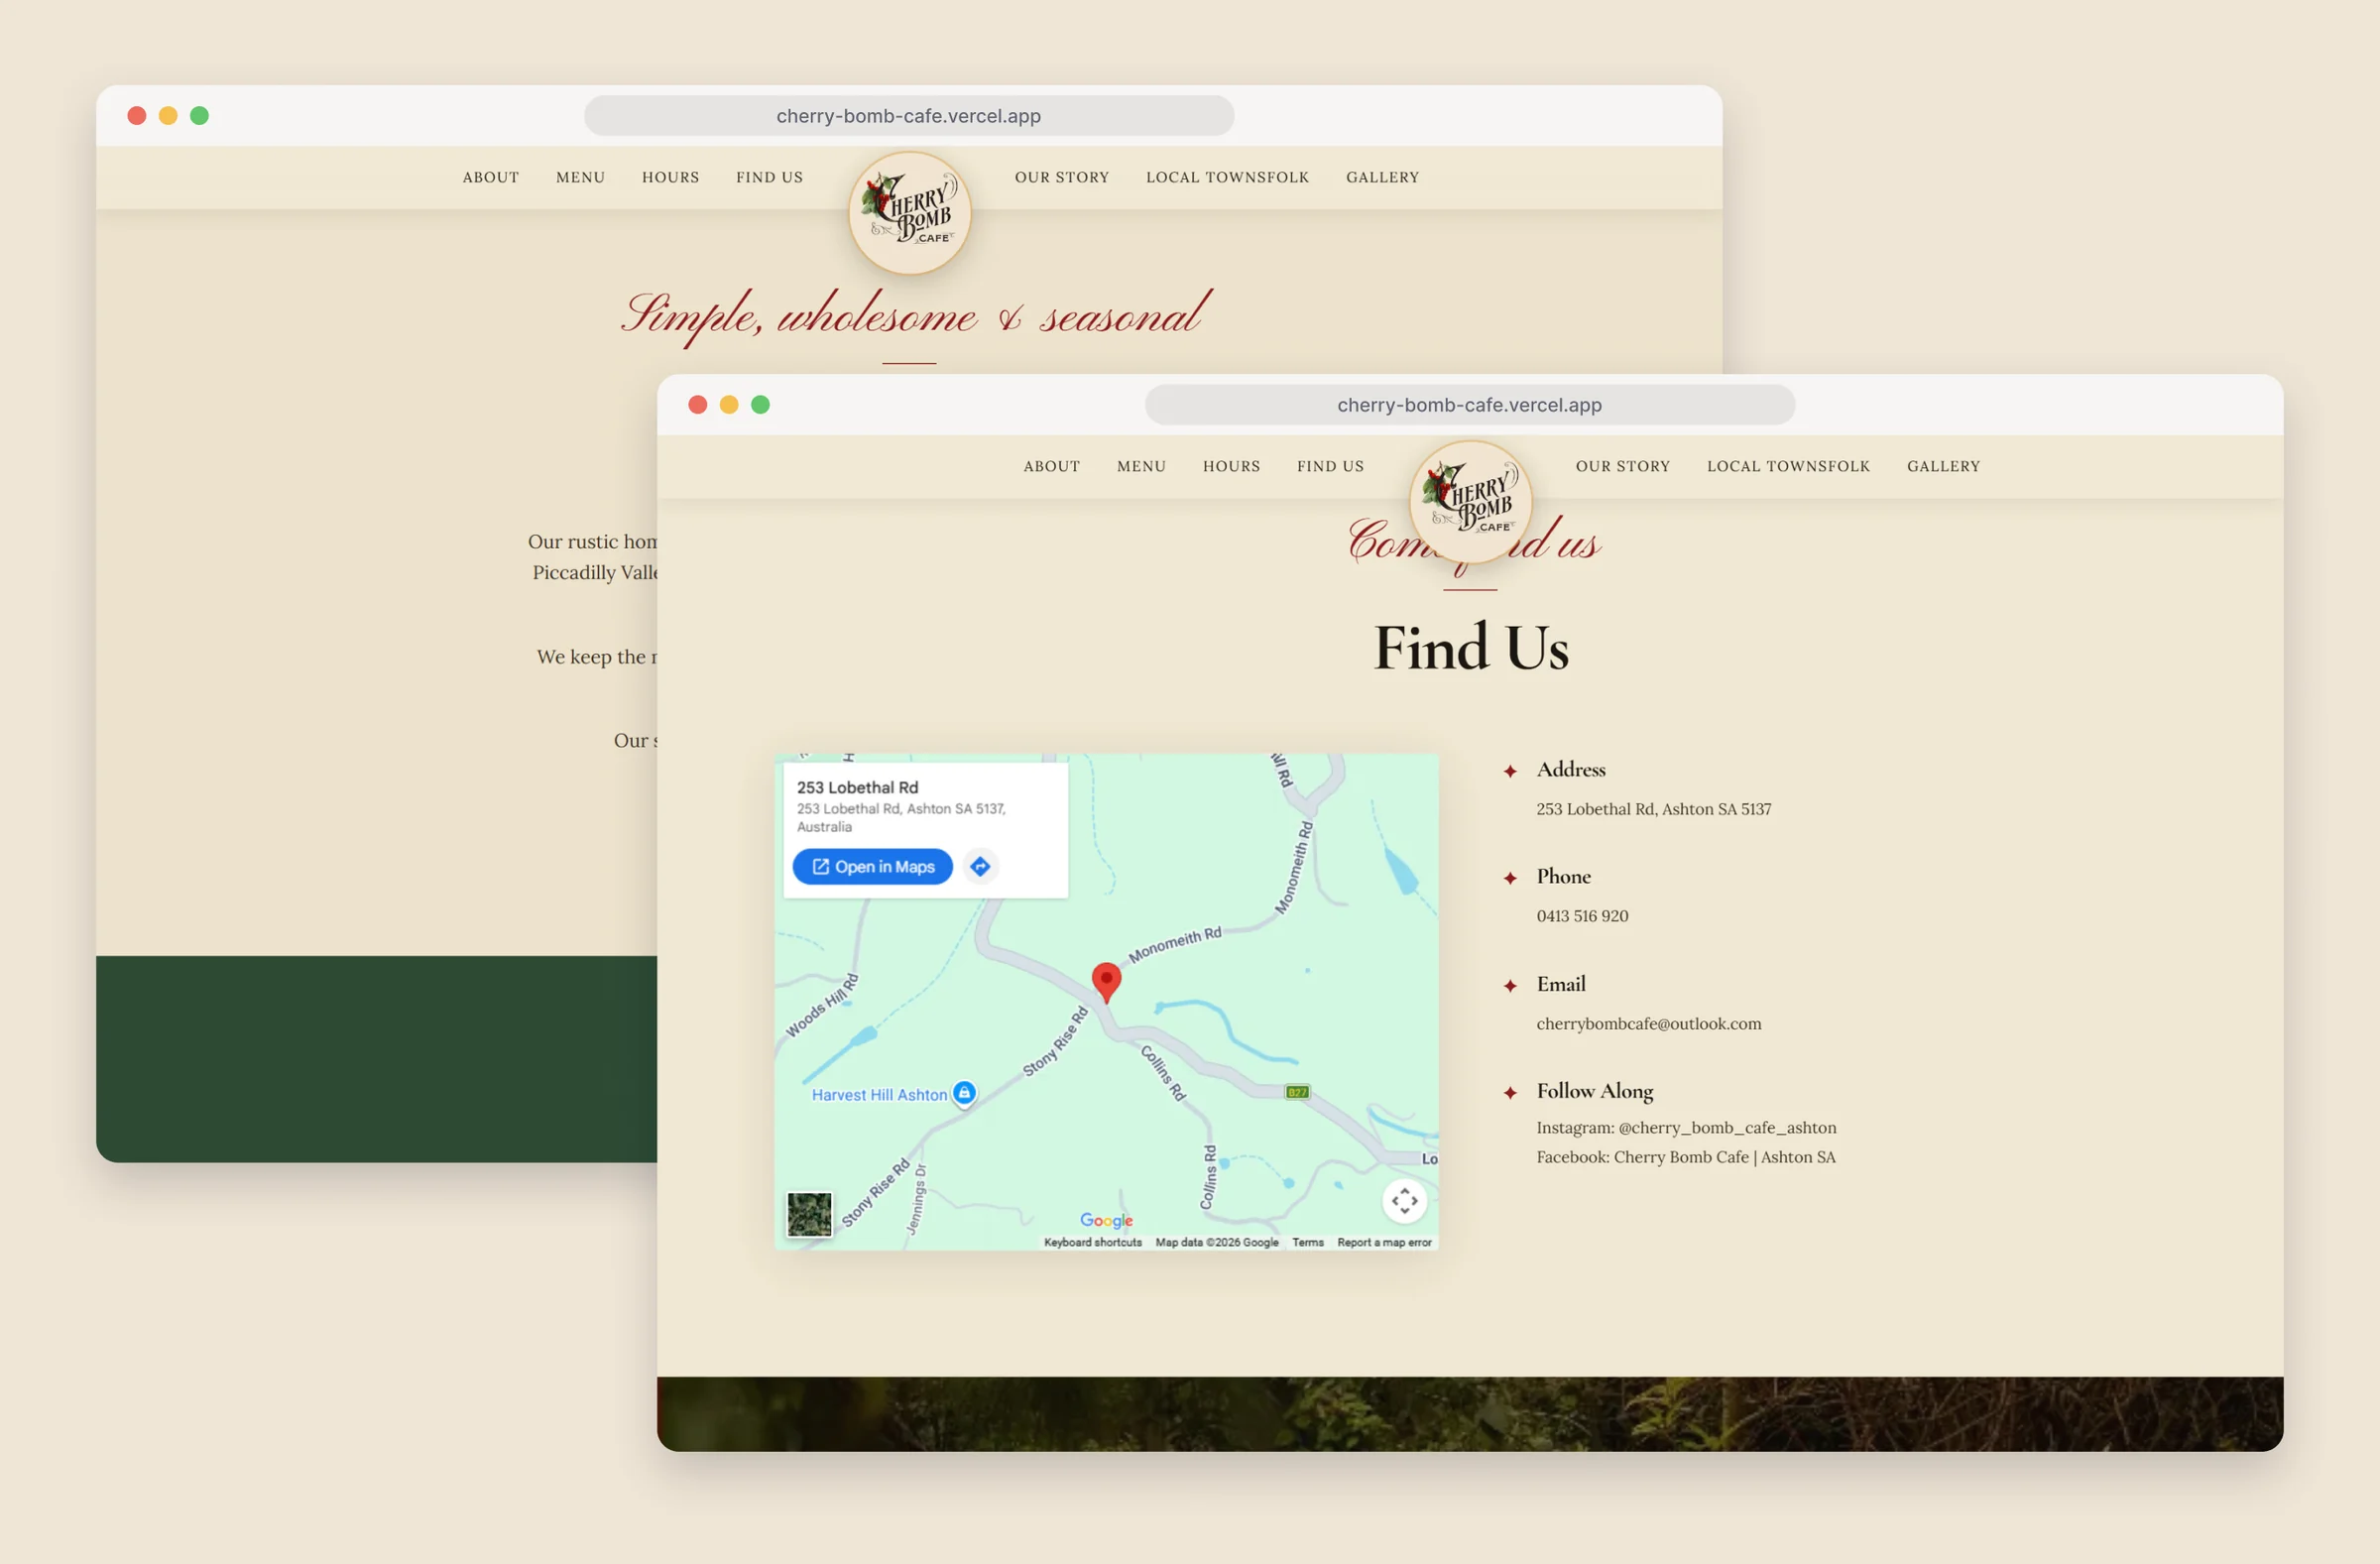 cherry-bomb-cafe.vercel.app
ABOUT MENU HOURS FIND US
CHERRY
BOMB
CAFE
OUR STORY LOCAL TOWNSFOLK GALLERY
Simple, wholesome & seasonal
Our rustic
Piccadilly
We keep the
Our
cherry-bomb-cafe.vercel.app
ABOUT MENU HOURS FIND US
CHERRY
BOMB
CAFE
OUR STORY LOCAL TOWNSFOLK GALLERY
us
Find Us
253 Lobethal Rd
253 Lobethal Rd, Ashton SA 5137,
Australia
Open in Maps
Monomeith Rd
Monomeith Rd
Woods Hill Rd
Stony Rise Rd
Collins Rd
Harvest Hill Ashton
B27
Stony Rise Rd
Jennings Dr
Collins Rd
Lo
Google
Keyboard shortcuts Map data ©2026 Google Terms Report a map error
Address
253 Lobethal Rd, Ashton SA 5137
Phone
0413 516 920
Email
cherrybombcafe@outlook.com
Follow Along
Instagram: @cherry_bomb_cafe_ashton
Facebook: Cherry Bomb Cafe | Ashton SA